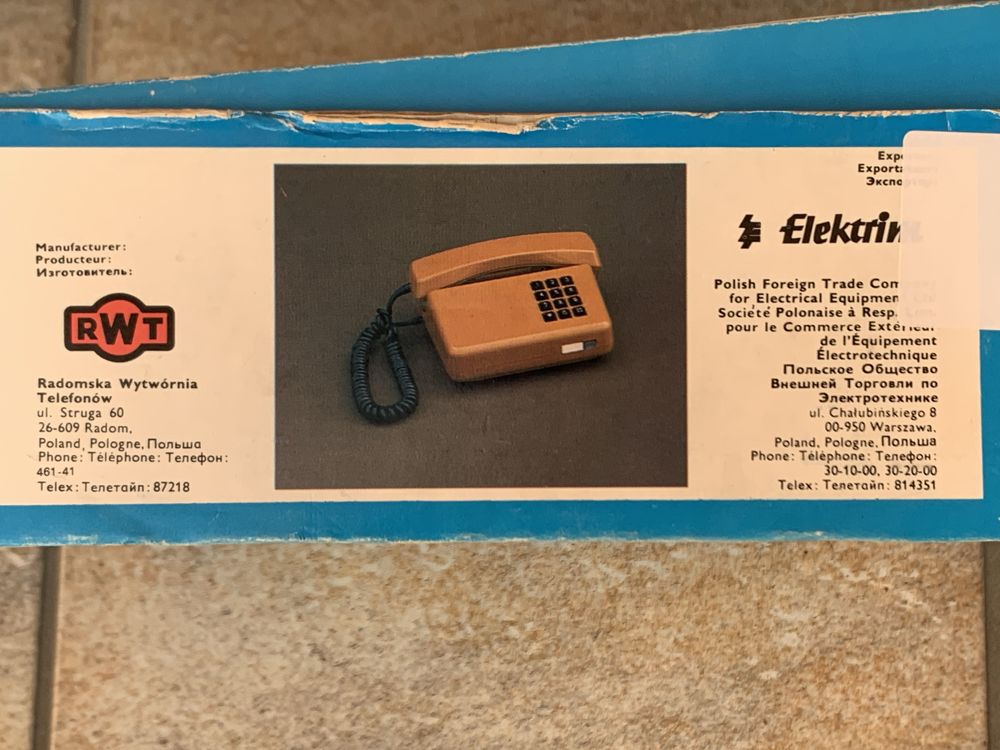 Manufacturer:
Producteur:
Изготовитель:
RWT
Radomska Wytwórnia
Telefonów
ul. Struga 60
26-609 Radom,
Poland, Pologne, Польша
Phone: Téléphone: Телефон:
461-41
Telex: Телетайп: 87218
Elektrim
Polish Foreign Trade
for Electrical
Société Polonaise à Resp.
pour le Commerce Extérieur
de l'Équipement
Électrotechnique
Польское Общество
Внешней Торговли по
Электротехнике
ul. Chałubińskiego 8
00-950 Warszawa,
Poland, Pologne, Польша
Phone: Téléphone: Телефон:
30-10-00, 30-20-00
Telex: Телетайп: 814351